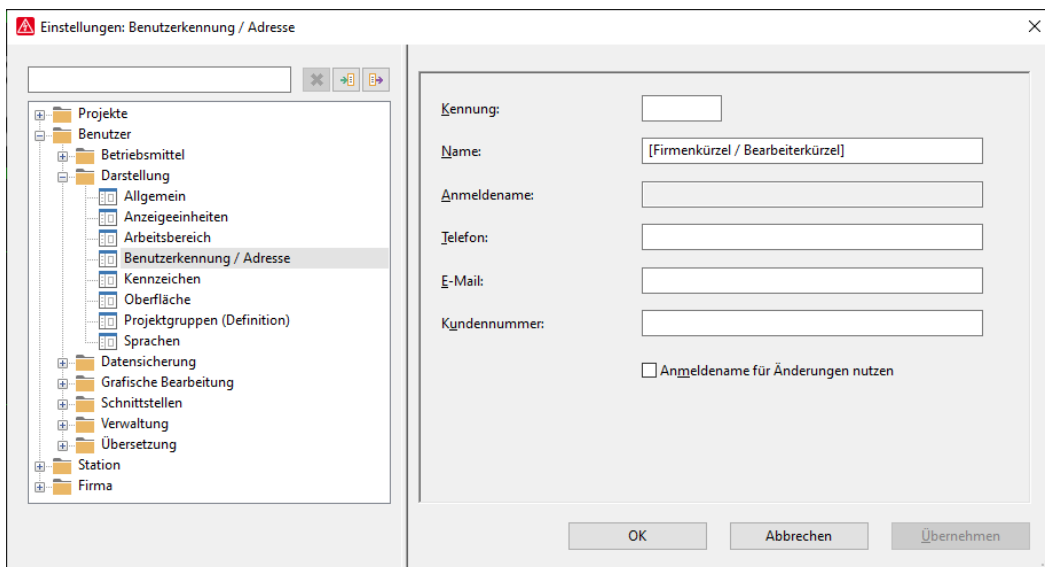 Einstellungen: Benutzerkennung / Adresse
Projekte
Benutzer
Betriebsmittel
Darstellung
Allgemein
Anzeigeeinheiten
Arbeitsbereich
Benutzerkennung / Adresse
Kennzeichen
Oberfläche
Projektgruppen (Definition)
Sprachen
Datensicherung
Grafische Bearbeitung
Schnittstellen
Verwaltung
Übersetzung
Station
Firma
Kennung:
Name: [Firmenkürzel / Bearbeiterkürzel]
Anmeldename:
Telefon:
E-Mail:
Kundennummer:
Anmeldename für Änderungen nutzen
OK Abbrechen Übernehmen